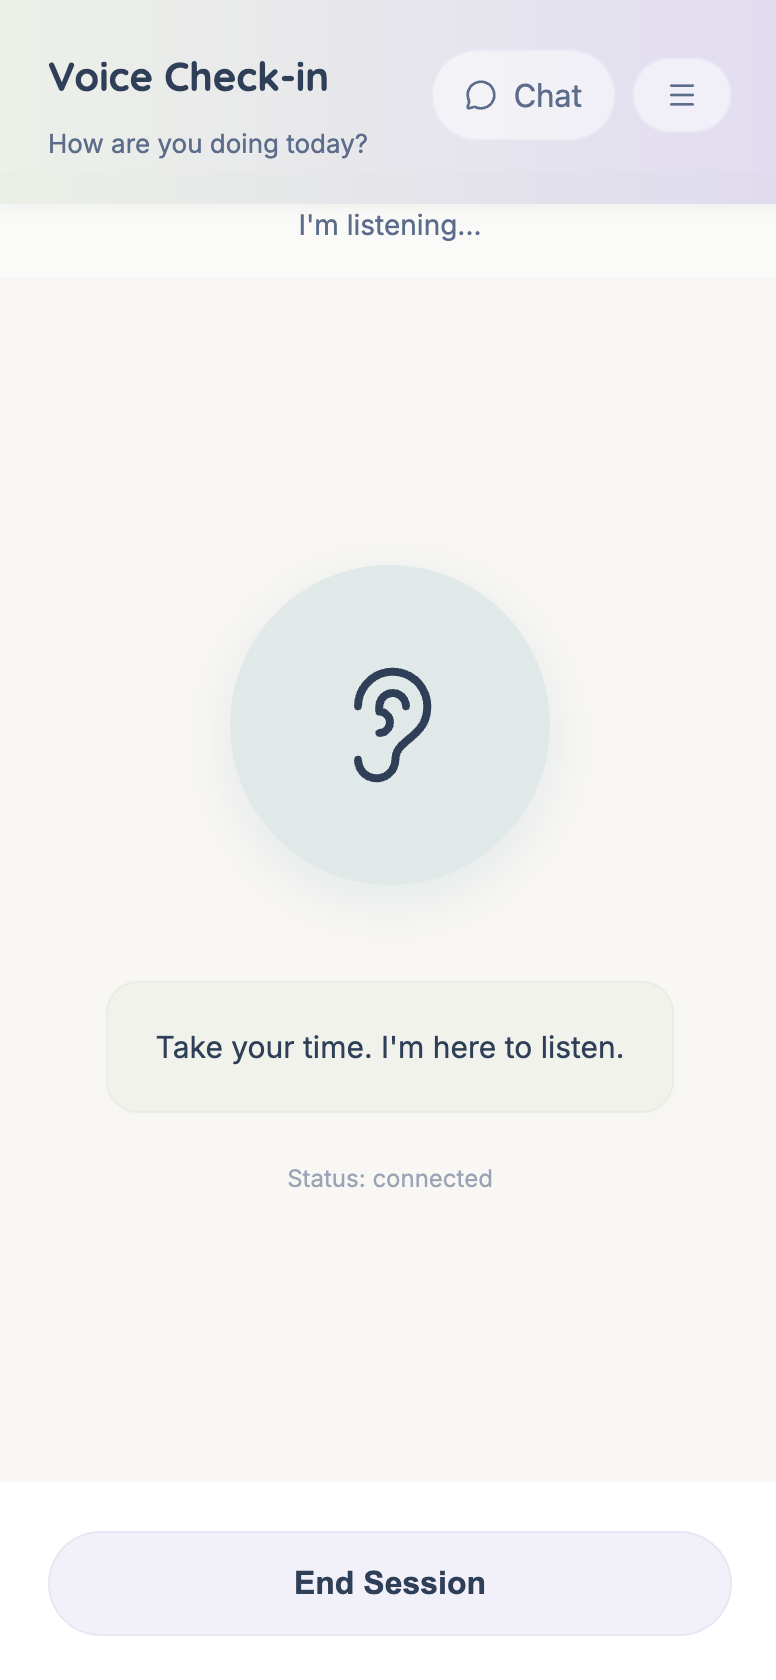 Voice Check-in
How are you doing today?
Chat
I'm listening...
Take your time. I'm here to listen.
Status: connected
End Session